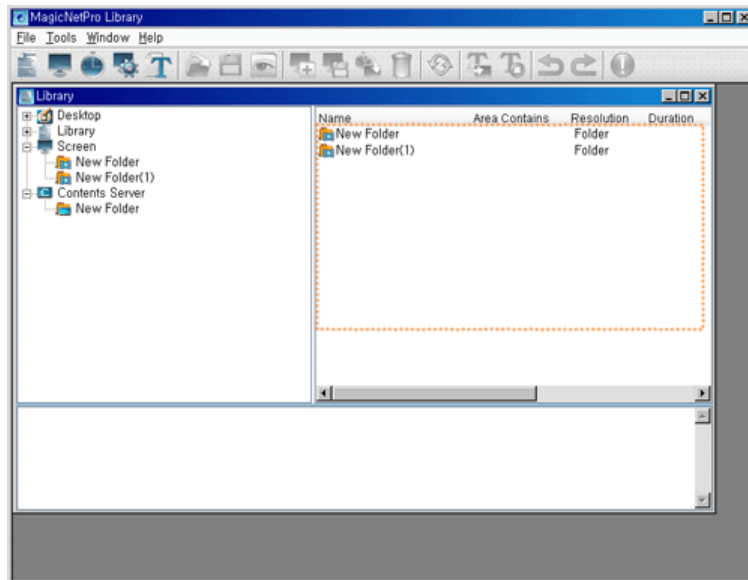 MagicNetPro Library
File Tools Window Help
Library
Desktop
Library
Screen
New Folder
New Folder(1)
Contents Server
New Folder
Name Area Contains Resolution Duration
New Folder Folder
New Folder(1) Folder